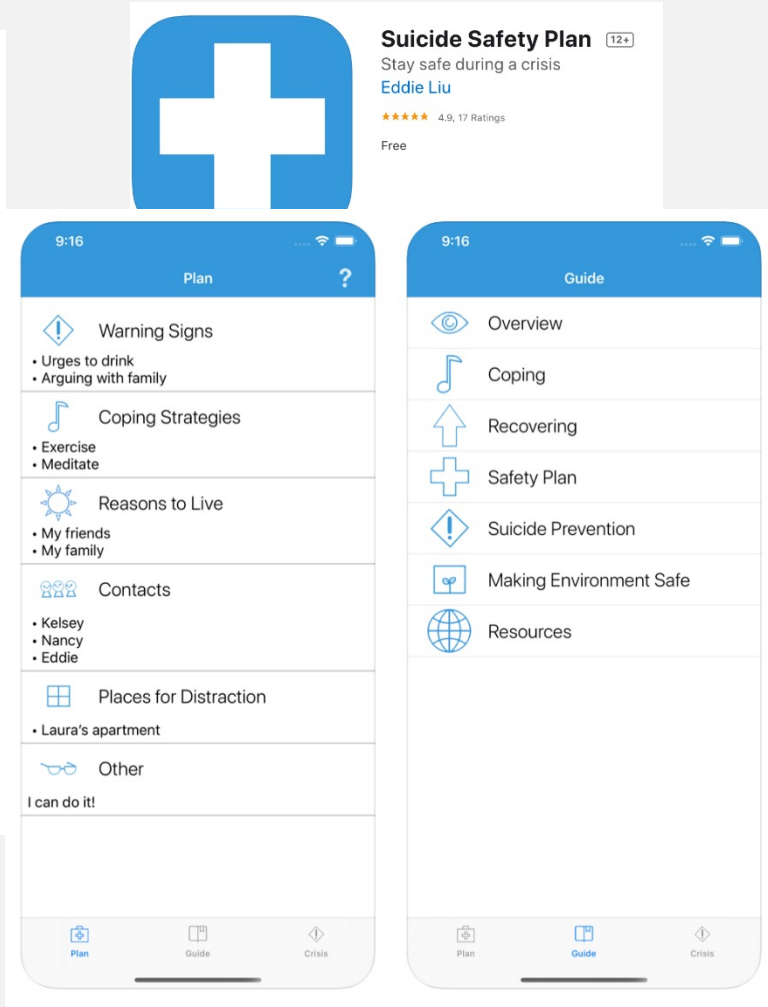 Suicide Safety Plan 12+
Stay safe during a crisis
Eddie Liu
★★★★★ 4.9, 17 Ratings
Free
9:16
Plan ?
Warning Signs
• Urges to drink
• Arguing with family
Coping Strategies
• Exercise
• Meditate
Reasons to Live
• My friends
• My family
Contacts
• Kelsey
• Nancy
• Eddie
Places for Distraction
• Laura's apartment
Other
I can do it!
Plan Guide Crisis
9:16
Guide
Overview
Coping
Recovering
Safety Plan
Suicide Prevention
Making Environment Safe
Resources
Plan Guide Crisis